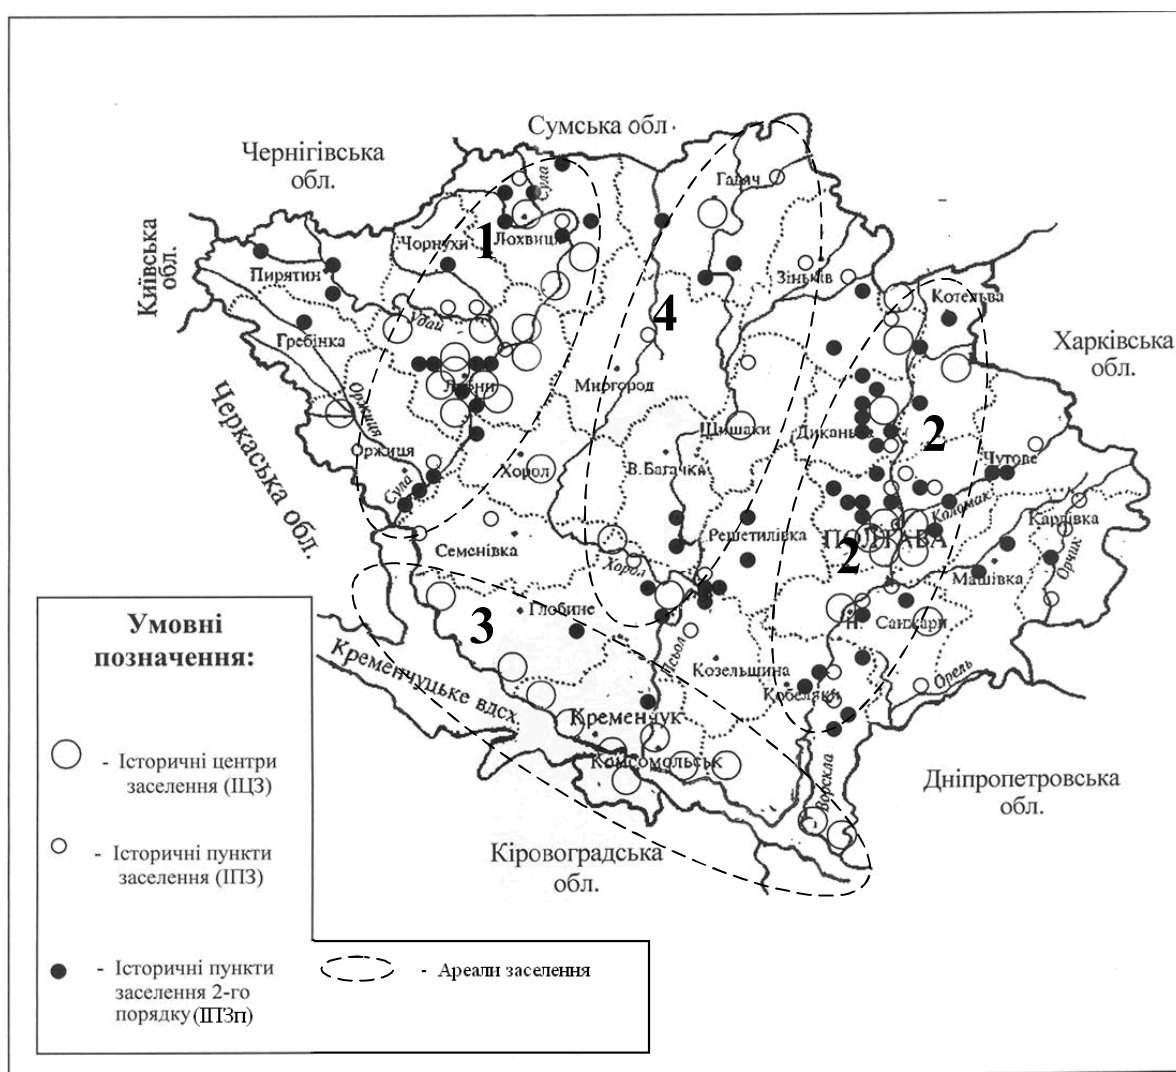 Сумська обл.
Чернігівська
обл.
Київська
обл.
Гадяч
Сула
1
Лохвиця
Чорнухи
Пирятин
Зіньків
Котельва
4
Удай
Гребінка
Харківська
обл.
Миргород
Лубни
Черкаська обл.
Оржиця
Шишаки
Диканька
2
Оржиця
Хорол
В.Багачка
Чутове
Сула
Коломак
Карлівка
Решетилівка
ПОЛТАВА
Семенівка
2
Орчик
Хорол
Машівка
Глобине
3
Н.
Санжари
Умовні
позначення:
Псьол
Козельщина
Кобеляки
Орель
Кременчуцьке вдсх.
Кременчук
Комсомольськ
Дніпропетровська
обл.
Ворскла
Кіровоградська
обл.
- Історичні центри
заселення (ІЦЗ)
- Історичні пункти
заселення (ІПЗ)
- Історичні пункти
заселення 2-го
порядку(ІПЗп)
- Ареали заселення